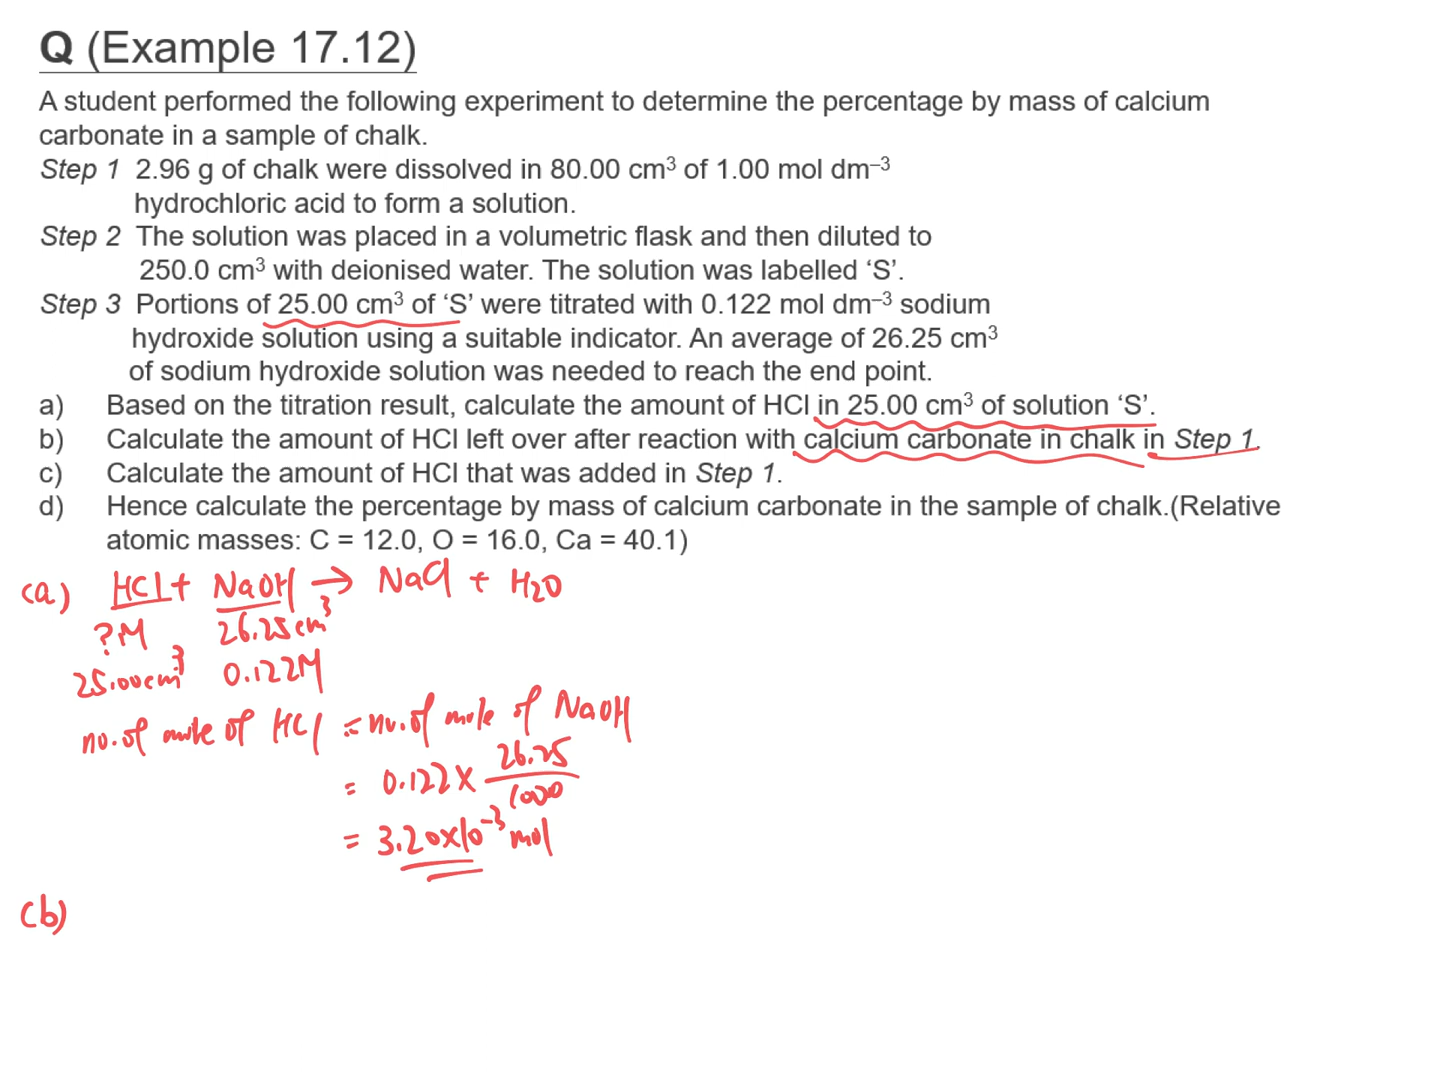 Q (Example 17.12)
A student performed the following experiment to determine the percentage by mass of calcium
carbonate in a sample of chalk.
Step 1 2.96 g of chalk were dissolved in 80.00 cm³ of 1.00 mol dm⁻³
hydrochloric acid to form a solution.
Step 2 The solution was placed in a volumetric flask and then diluted to
250.0 cm³ with deionised water. The solution was labelled ‘S’.
Step 3 Portions of 25.00 cm³ of ‘S’ were titrated with 0.122 mol dm⁻³ sodium
hydroxide solution using a suitable indicator. An average of 26.25 cm³
of sodium hydroxide solution was needed to reach the end point.
a) Based on the titration result, calculate the amount of HCl in 25.00 cm³ of solution ‘S’.
b) Calculate the amount of HCl left over after reaction with calcium carbonate in chalk in Step 1.
c) Calculate the amount of HCl that was added in Step 1.
d) Hence calculate the percentage by mass of calcium carbonate in the sample of chalk.(Relative
atomic masses: C = 12.0, O = 16.0, Ca = 40.1)
(a) HCl + NaOH → NaCl + H2O
?M 26.25cm³
25.00cm³ 0.122M
no. of mole of HCl = no. of mole of NaOH
= 0.122 × 26.25/1000
= 3.20×10⁻³ mol
(b)